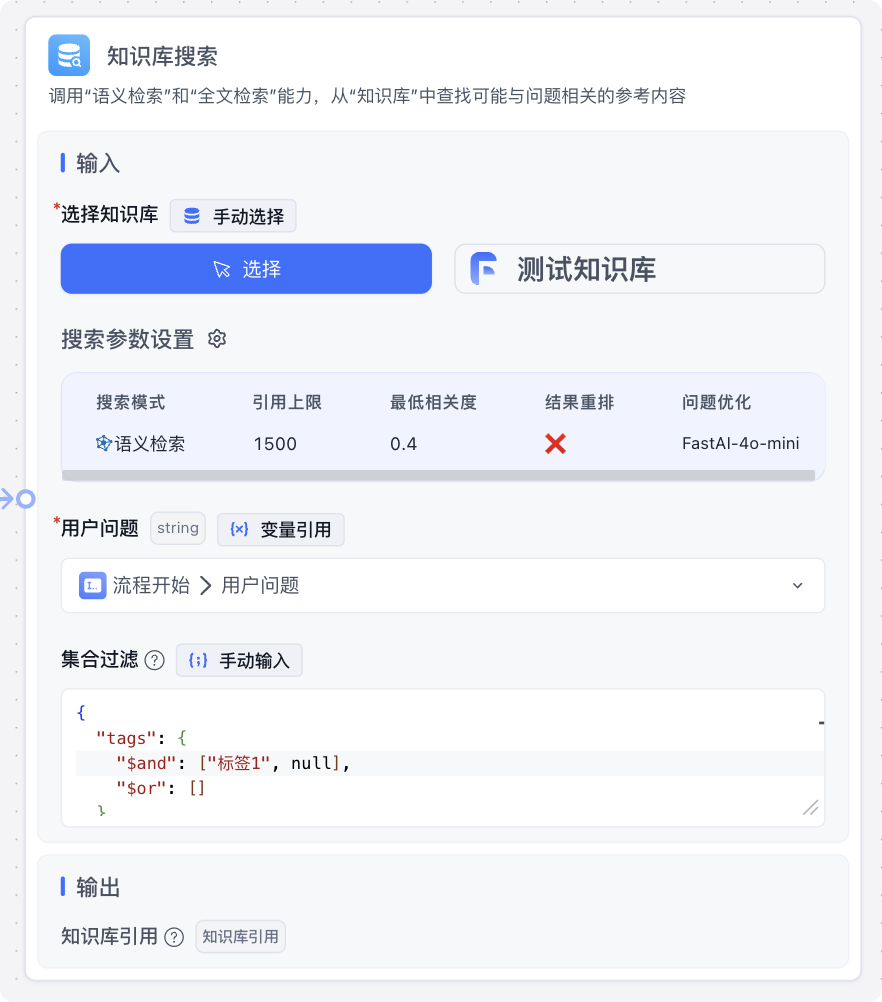 知识库搜索
调用“语义检索”和“全文检索”能力，从“知识库”中查找可能与问题相关的参考内容
输入
*选择知识库 手动选择
选择 测试知识库
搜索参数设置
搜索模式 引用上限 最低相关度 结果重排 问题优化
语义检索 1500 0.4 ❌ FastAI-4o-mini
*用户问题 string {x} 变量引用
流程开始 > 用户问题
集合过滤 ? {;} 手动输入
{
"tags": {
"$and": ["标签1", null],
"$or": []
}
输出
知识库引用 ? 知识库引用